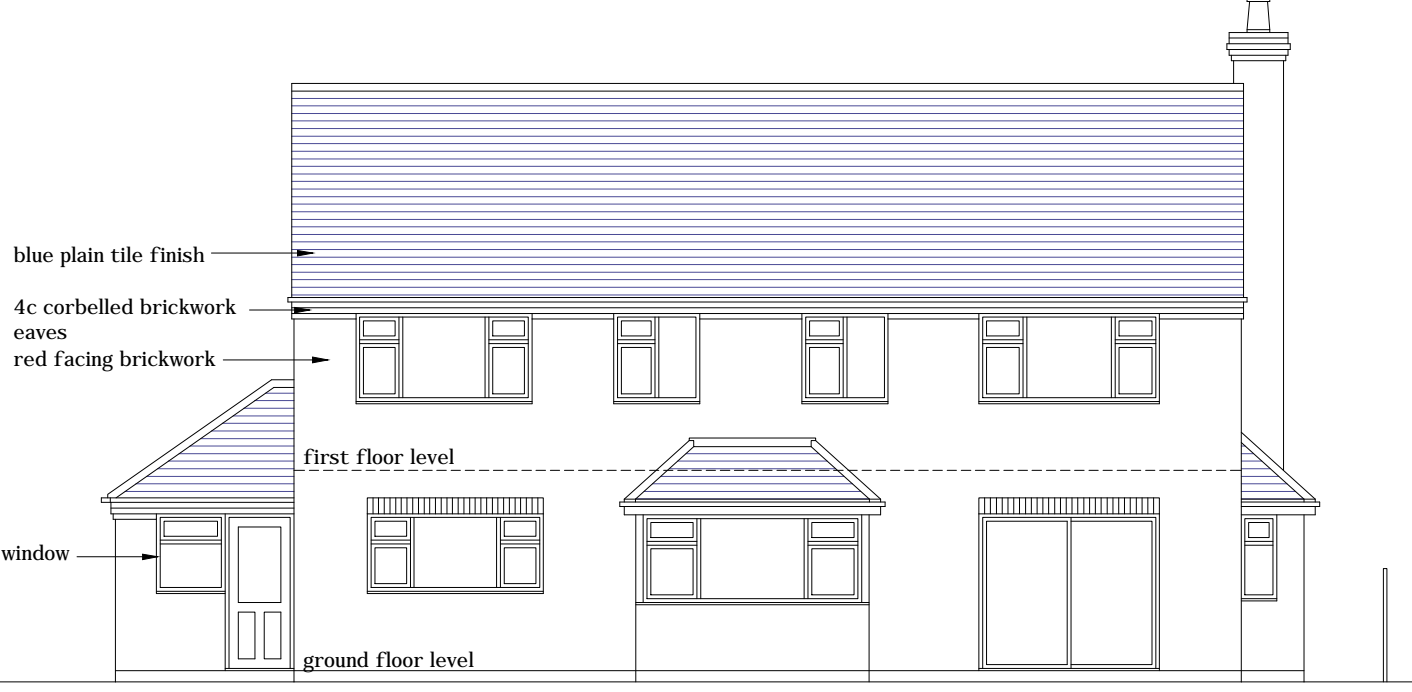 blue plain tile finish
4c corbelled brickwork
eaves
red facing brickwork
first floor level
window
ground floor level